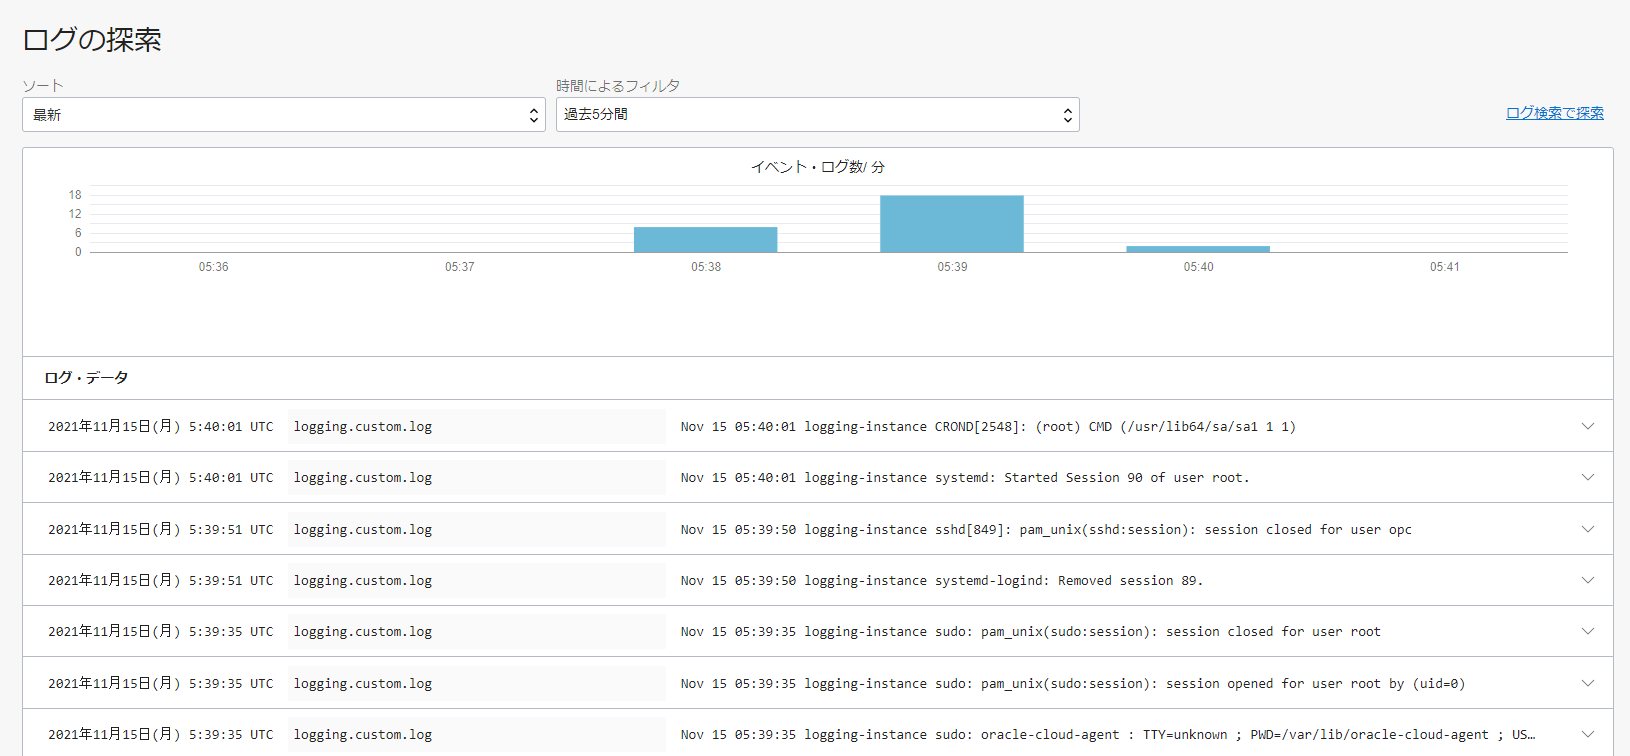 ログの探索
ソート
時間によるフィルタ
最新
過去5分間
ログ検索で探索
イベント・ログ数/ 分
18
12
6
0
05:36 05:37 05:38 05:39 05:40 05:41
ログ・データ
2021年11月15日(月) 5:40:01 UTC logging.custom.log Nov 15 05:40:01 logging-instance CROND[2548]: (root) CMD (/usr/lib64/sa/sa1 1 1)
2021年11月15日(月) 5:40:01 UTC logging.custom.log Nov 15 05:40:01 logging-instance systemd: Started Session 90 of user root.
2021年11月15日(月) 5:39:51 UTC logging.custom.log Nov 15 05:39:50 logging-instance sshd[849]: pam_unix(sshd:session): session closed for user opc
2021年11月15日(月) 5:39:51 UTC logging.custom.log Nov 15 05:39:50 logging-instance systemd-logind: Removed session 89.
2021年11月15日(月) 5:39:35 UTC logging.custom.log Nov 15 05:39:35 logging-instance sudo: pam_unix(sudo:session): session closed for user root
2021年11月15日(月) 5:39:35 UTC logging.custom.log Nov 15 05:39:35 logging-instance sudo: pam_unix(sudo:session): session opened for user root by (uid=0)
2021年11月15日(月) 5:39:35 UTC logging.custom.log Nov 15 05:39:35 logging-instance sudo: oracle-cloud-agent : TTY=unknown ; PWD=/var/lib/oracle-cloud-agent ; US…